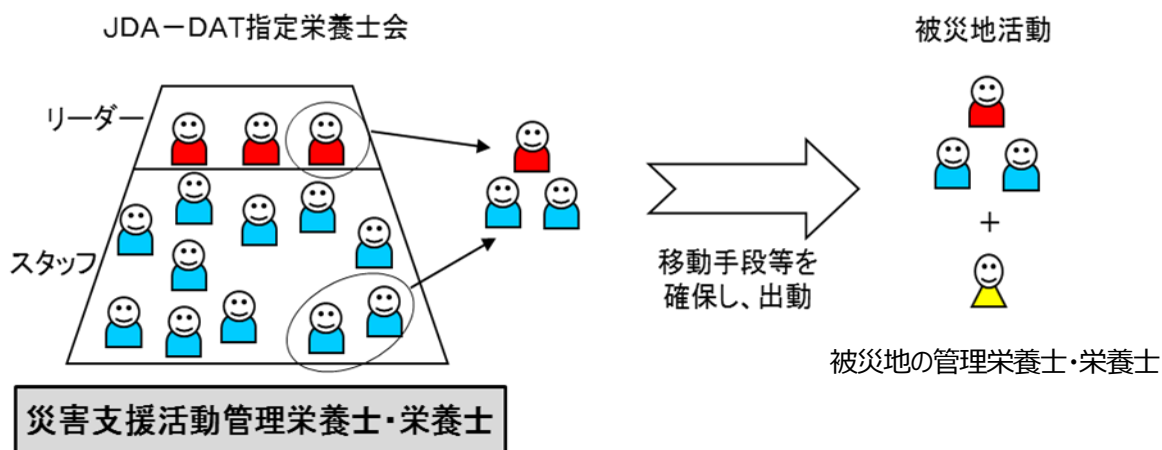 JDA－DAT指定栄養士会
被災地活動
リーダー
スタッフ
移動手段等を
確保し、出動
＋
被災地の管理栄養士・栄養士
災害支援活動管理栄養士・栄養士